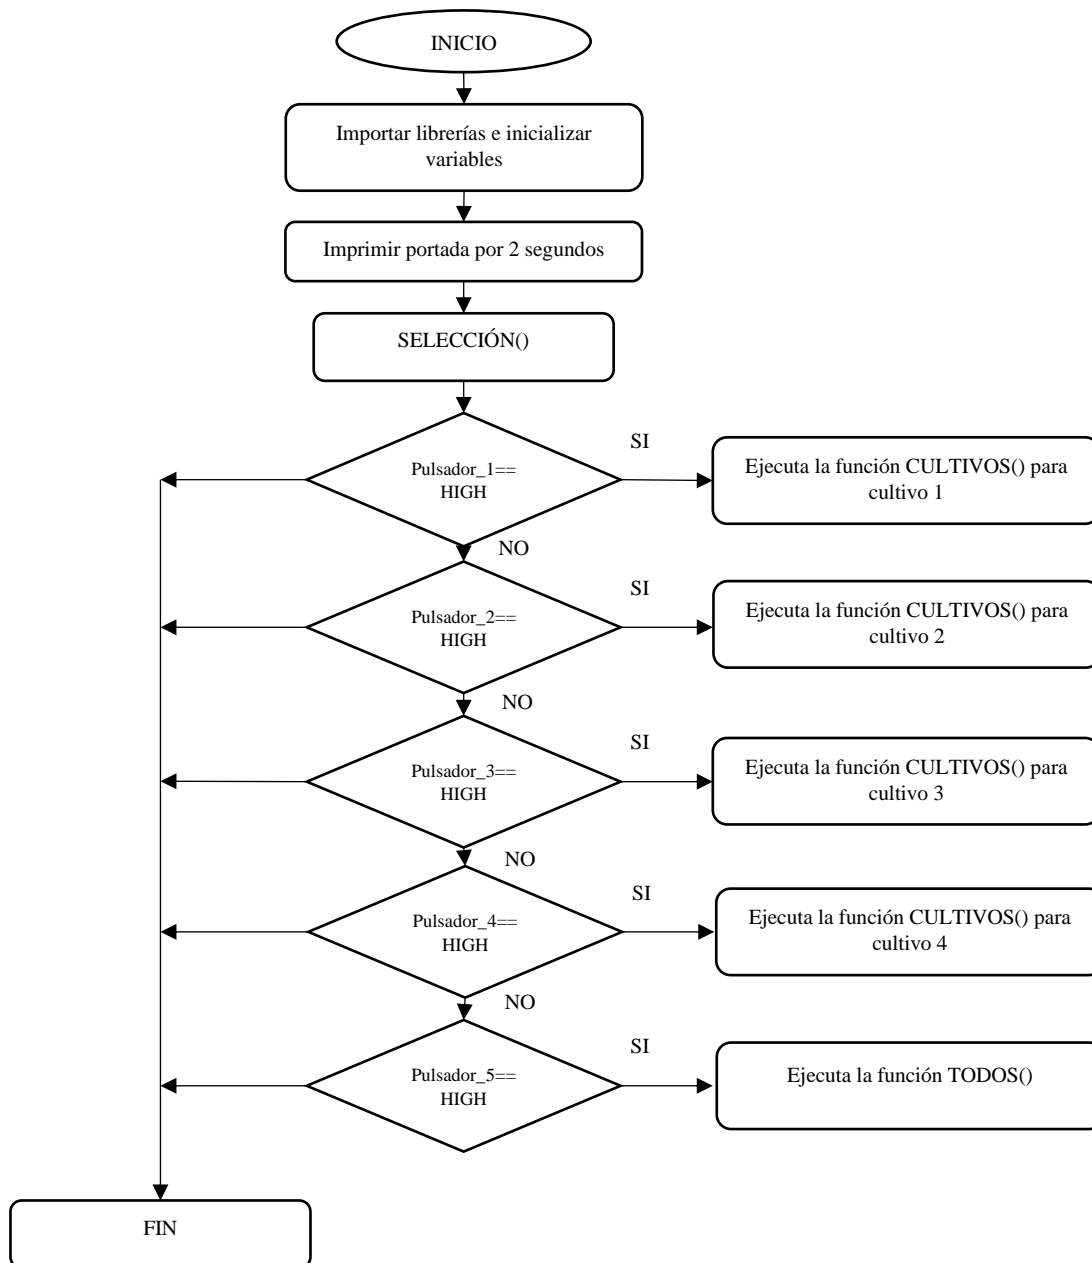 INICIO
Importar librerías e inicializar
variables
Imprimir portada por 2 segundos
SELECCIÓN()
Pulsador_1==
HIGH
SI
Ejecuta la función CULTIVOS() para
cultivo 1
NO
Pulsador_2==
HIGH
SI
Ejecuta la función CULTIVOS() para
cultivo 2
NO
Pulsador_3==
HIGH
SI
Ejecuta la función CULTIVOS() para
cultivo 3
NO
Pulsador_4==
HIGH
SI
Ejecuta la función CULTIVOS() para
cultivo 4
NO
Pulsador_5==
HIGH
SI
Ejecuta la función TODOS()
FIN